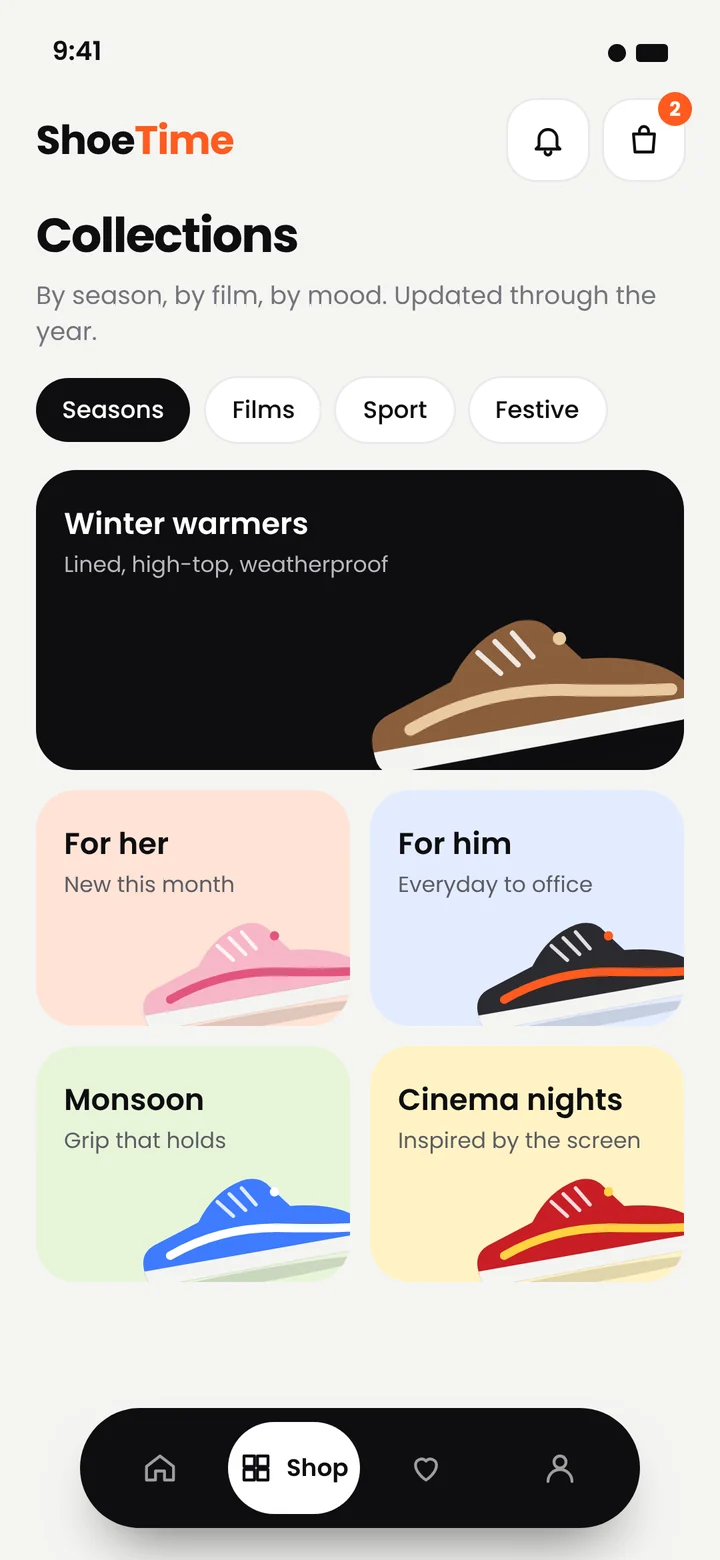 9:41
ShoeTime
2
Collections
By season, by film, by mood. Updated through the
year.
Seasons
Films
Sport
Festive
Winter warmers
Lined, high-top, weatherproof
For her
New this month
For him
Everyday to office
Monsoon
Grip that holds
Cinema nights
Inspired by the screen
Shop